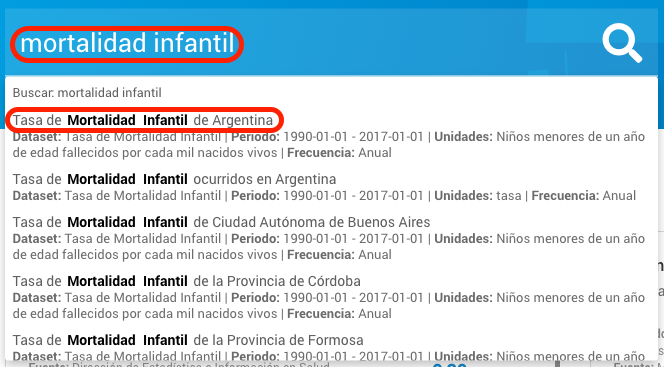 mortalidad infantil
Buscar: mortalidad infantil
Tasa de Mortalidad Infantil de Argentina
Dataset: Tasa de Mortalidad Infantil | Periodo: 1990-01-01 - 2017-01-01 | Unidades: Niños menores de un año
de edad fallecidos por cada mil nacidos vivos | Frecuencia: Anual
Tasa de Mortalidad Infantil ocurridos en Argentina
Dataset: Tasa de Mortalidad Infantil | Periodo: 1990-01-01 - 2017-01-01 | Unidades: tasa | Frecuencia: Anual
Tasa de Mortalidad Infantil de Ciudad Autónoma de Buenos Aires
Dataset: Tasa de Mortalidad Infantil | Periodo: 1990-01-01 - 2017-01-01 | Unidades: Niños menores de un año
de edad fallecidos por cada mil nacidos vivos | Frecuencia: Anual
Tasa de Mortalidad Infantil de la Provincia de Córdoba
Dataset: Tasa de Mortalidad Infantil | Periodo: 1990-01-01 - 2017-01-01 | Unidades: Niños menores de un año
de edad fallecidos por cada mil nacidos vivos | Frecuencia: Anual
Tasa de Mortalidad Infantil de la Provincia de Formosa
Dataset: Tasa de Mortalidad Infantil | Periodo: 1990-01-01 - 2017-01-01 | Unidades: Niños menores de un año
Fuente: Dirección de Estadística e Información en Salud